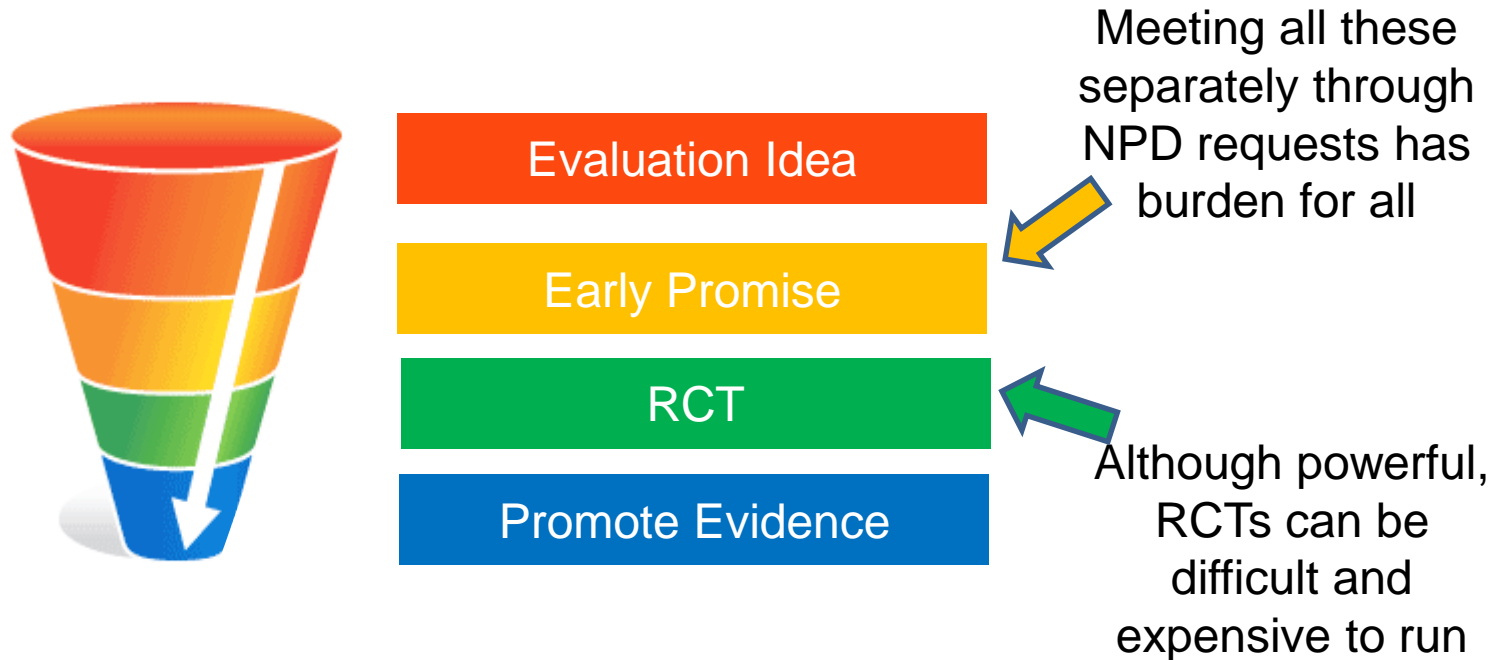 Meeting all these
separately through
NPD requests has
burden for all
Evaluation Idea
Early Promise
RCT
Promote Evidence
Although powerful,
RCTs can be
difficult and
expensive to run